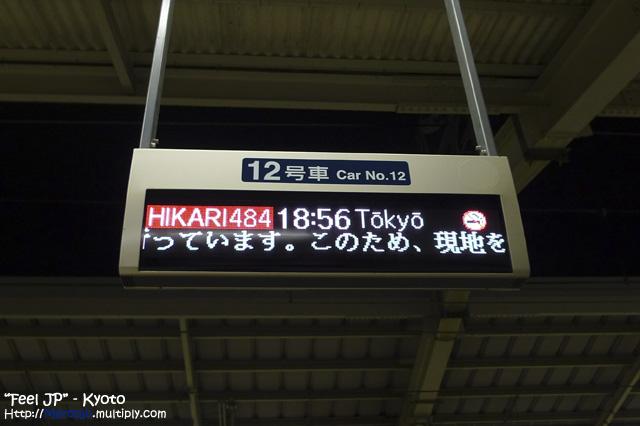 12号車 Car No.12
HIKARI484 18:56 Tōkyō
っています。このため、現地を
"Feel JP" - Kyoto